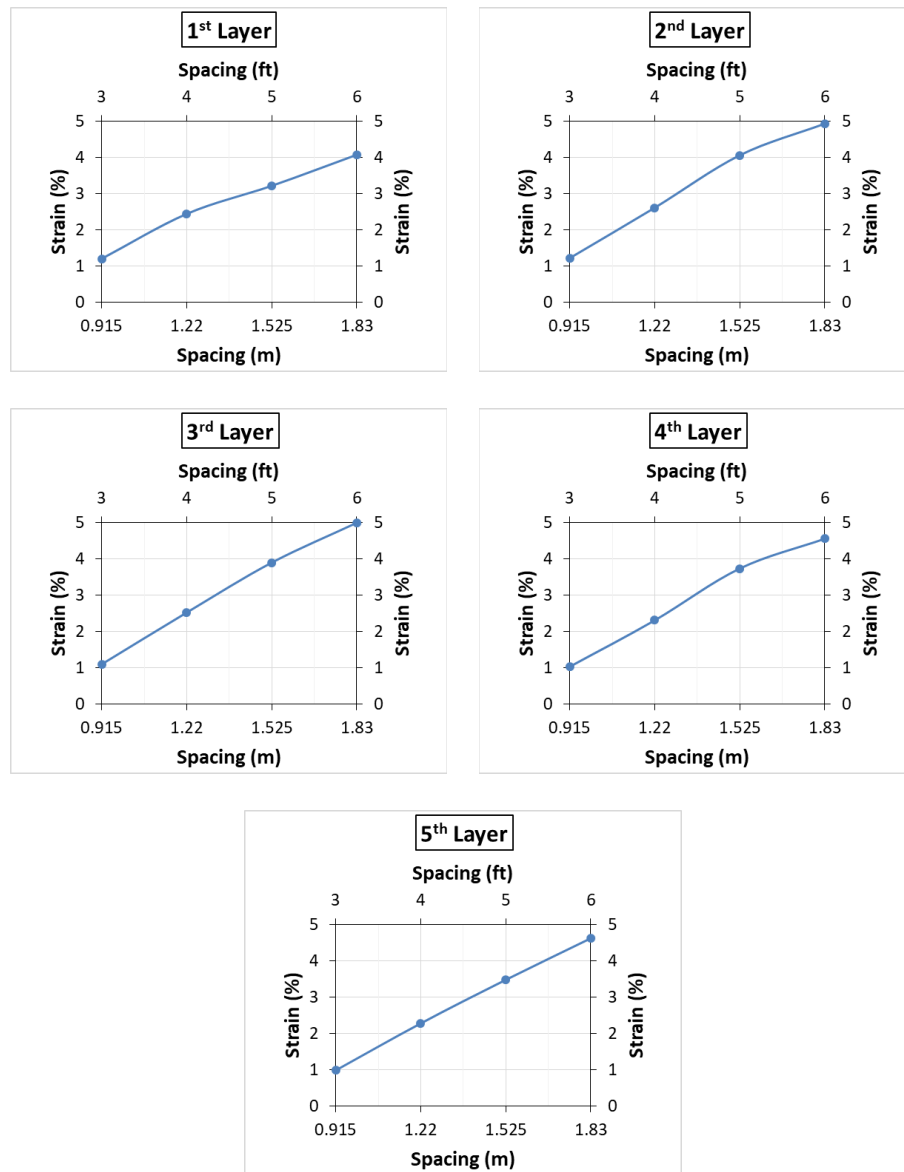 1st Layer
Spacing (ft)
3 4 5 6
5 5
4 4
3 3
2 2
1 1
0 0
Strain (%)
Strain (%)
0.915 1.22 1.525 1.83
Spacing (m)
2nd Layer
Spacing (ft)
3 4 5 6
5 5
4 4
3 3
2 2
1 1
0 0
Strain (%)
Strain (%)
0.915 1.22 1.525 1.83
Spacing (m)
3rd Layer
Spacing (ft)
3 4 5 6
5 5
4 4
3 3
2 2
1 1
0 0
Strain (%)
Strain (%)
0.915 1.22 1.525 1.83
Spacing (m)
4th Layer
Spacing (ft)
3 4 5 6
5 5
4 4
3 3
2 2
1 1
0 0
Strain (%)
Strain (%)
0.915 1.22 1.525 1.83
Spacing (m)
5th Layer
Spacing (ft)
3 4 5 6
5 5
4 4
3 3
2 2
1 1
0 0
Strain (%)
Strain (%)
0.915 1.22 1.525 1.83
Spacing (m)